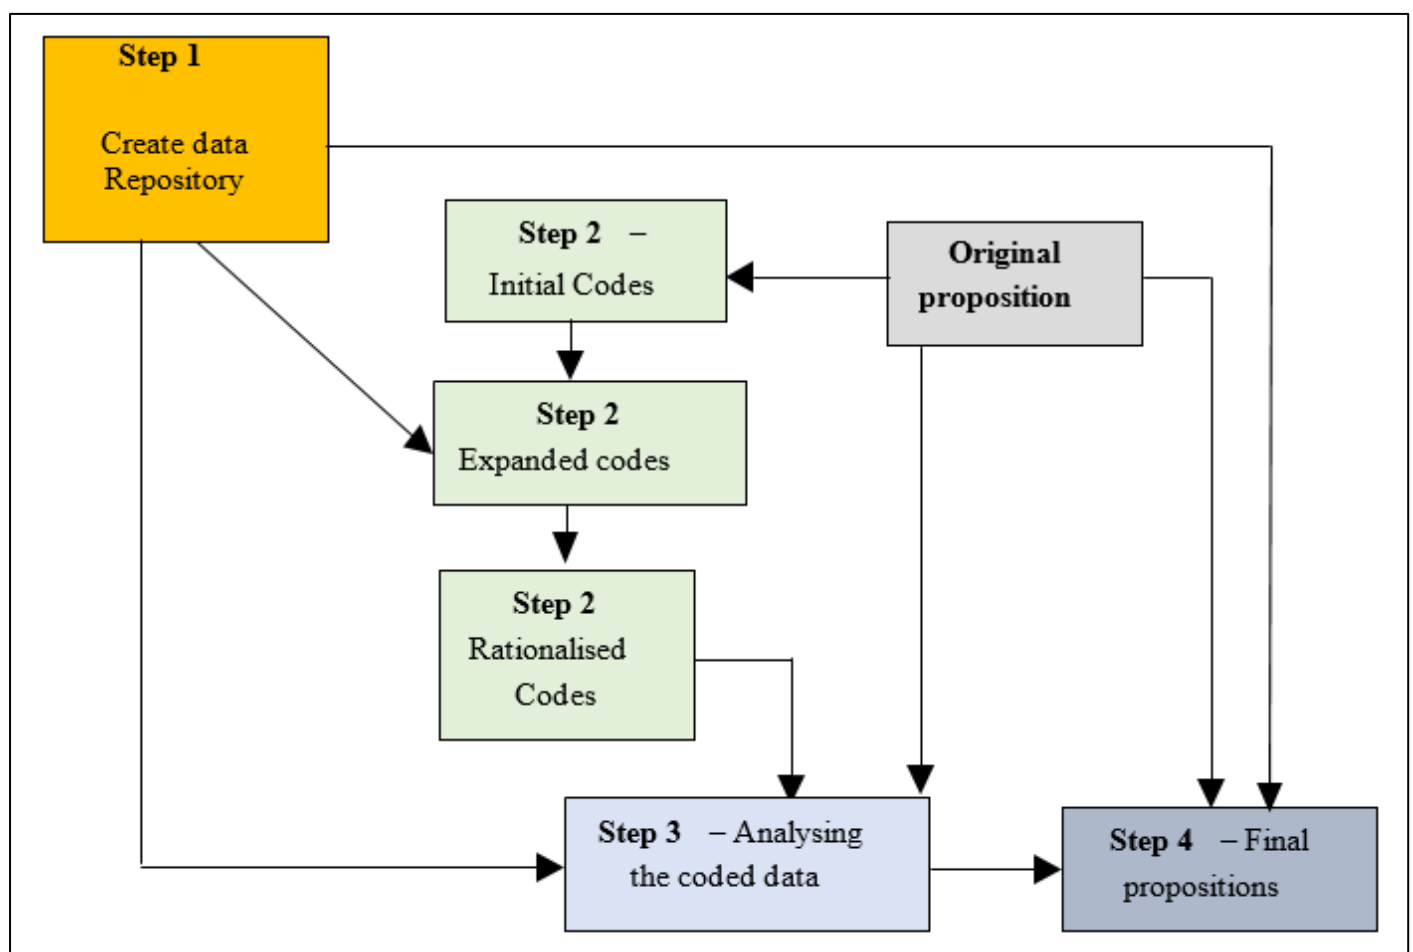 Step 1
Create data
Repository
Step 2 –
Initial Codes
Original
proposition
Step 2
Expanded codes
Step 2
Rationalised
Codes
Step 3 – Analysing
the coded data
Step 4 – Final
propositions